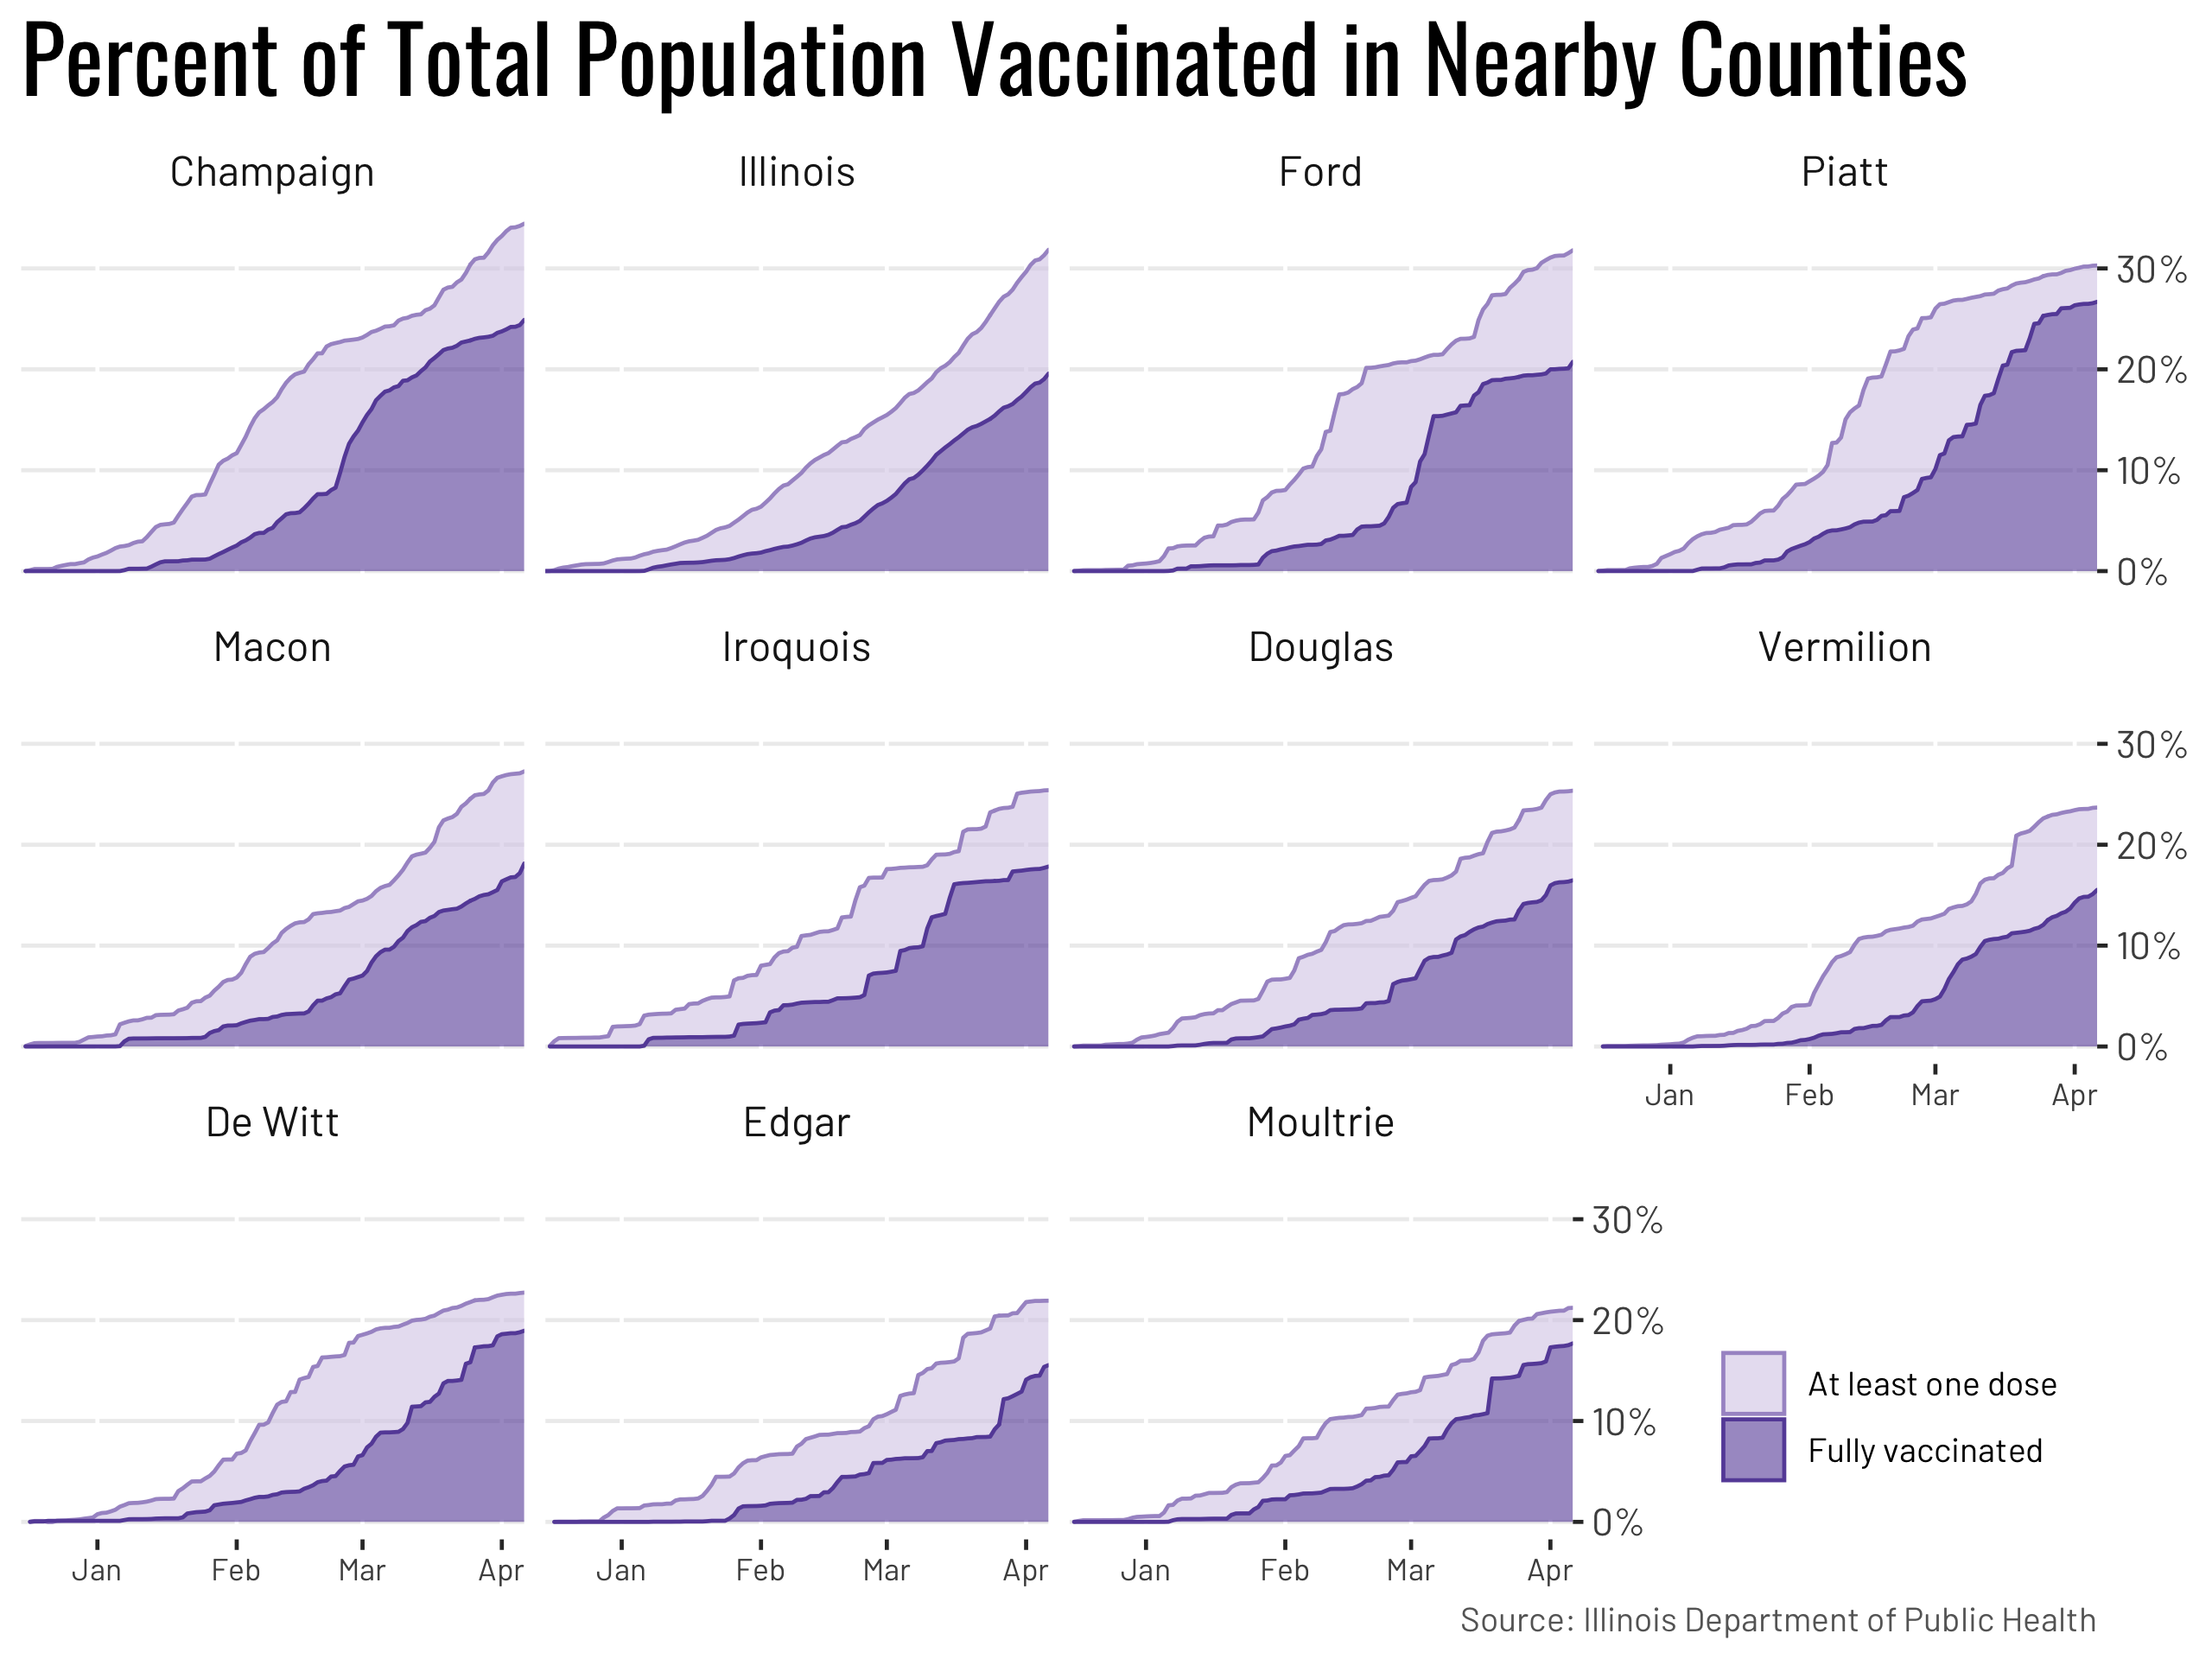 Percent of Total Population Vaccinated in Nearby Counties
Champaign
Illinois
Ford
Piatt
30%
20%
10%
0%
Macon
Iroquois
Douglas
Vermilion
30%
20%
10%
0%
Jan Feb Mar Apr
De Witt
Edgar
Moultrie
30%
20%
10%
0%
Jan Feb Mar Apr
Jan Feb Mar Apr
Jan Feb Mar Apr
At least one dose
Fully vaccinated
Source: Illinois Department of Public Health